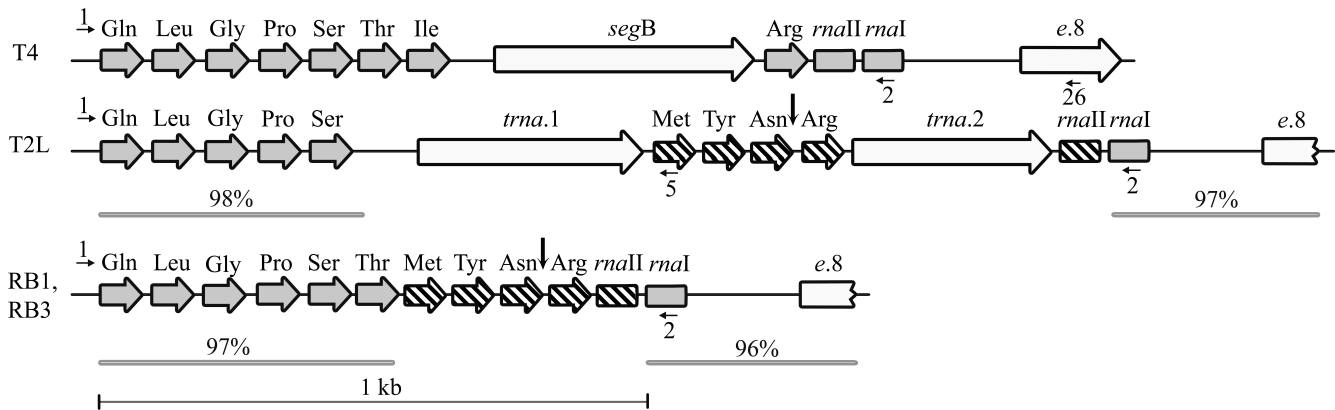 1 Gln Leu Gly Pro Ser Thr Ile segB Arg rnaII rnaI e.8
T4
2 26
1 Gln Leu Gly Pro Ser trna.1 Met Tyr Asn Arg trna.2 rnaII rnaI e.8
T2L
5 2
98% 97%
1 Gln Leu Gly Pro Ser Thr Met Tyr Asn Arg rnaII rnaI e.8
RB1,
RB3
2
97% 96%
1 kb